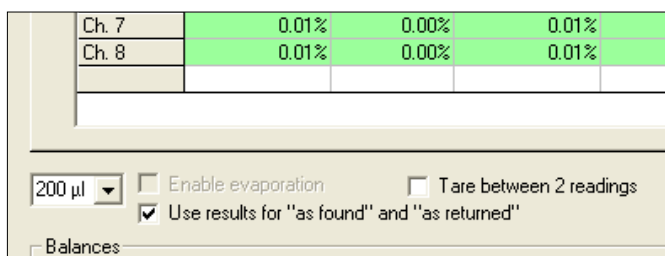 Ch. 7 0.01% 0.00% 0.01%
Ch. 8 0.01% 0.00% 0.01%
200 µl Enable evaporation Tare between 2 readings
Use results for "as found" and "as returned"
Balances